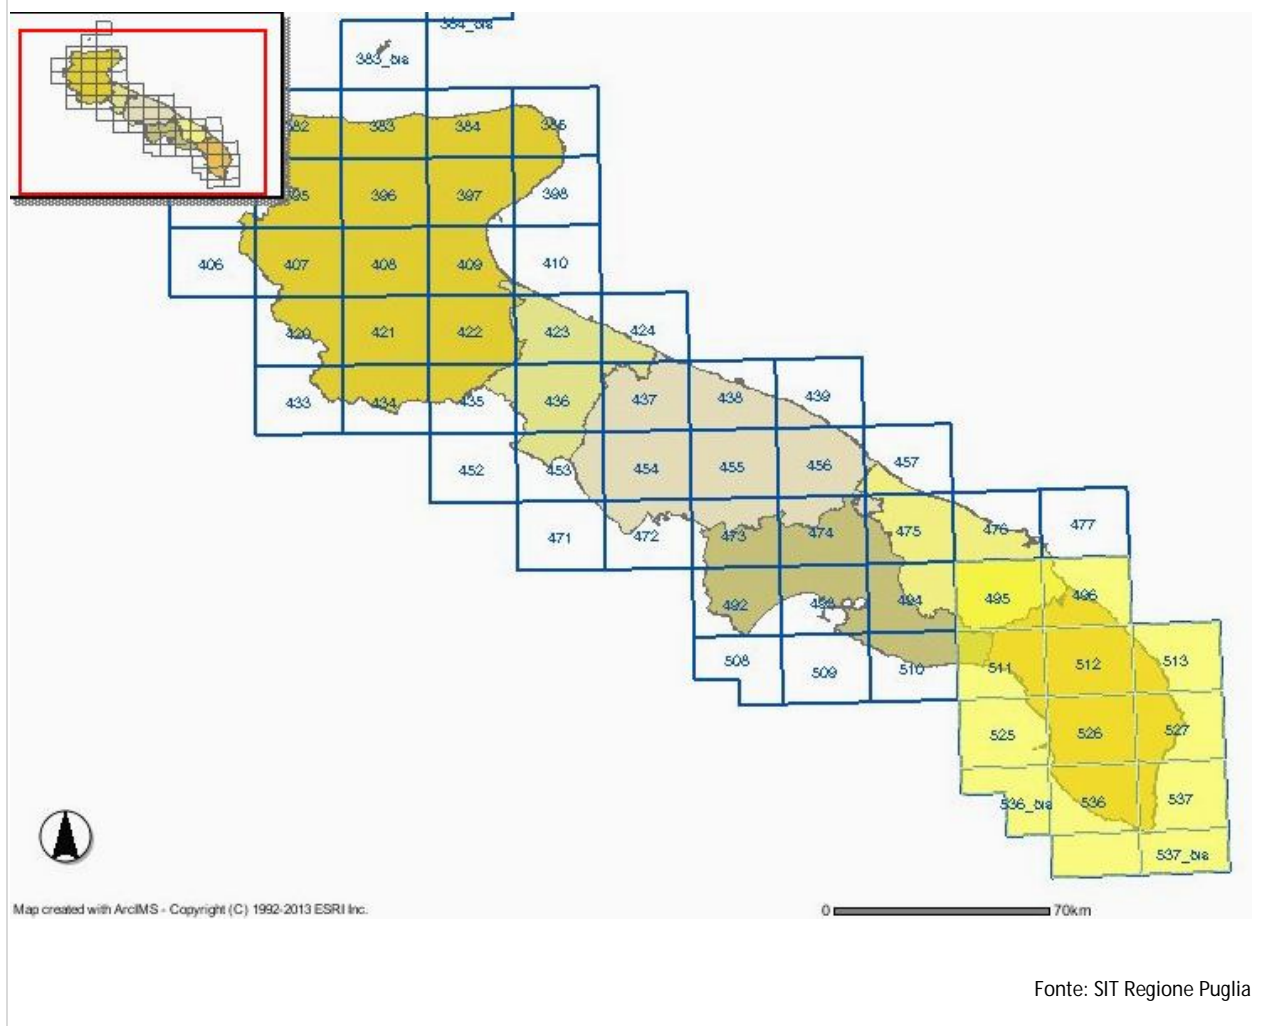 384_bis
383_bis
382 383 384 385
395 396 397 398
406 407 408 409 410
420 421 422 423 424
433 434 435 436 437 438 439
452 453 454 455 456 457
471 472 473 474 475 476 477
492 493 494 495 496
508 509 510 511 512 513
525 526 527
536_bis 536 537
537_bis
Map created with ArcIMS - Copyright (C) 1992-2013 ESRI Inc.
0 70km
Fonte: SIT Regione Puglia